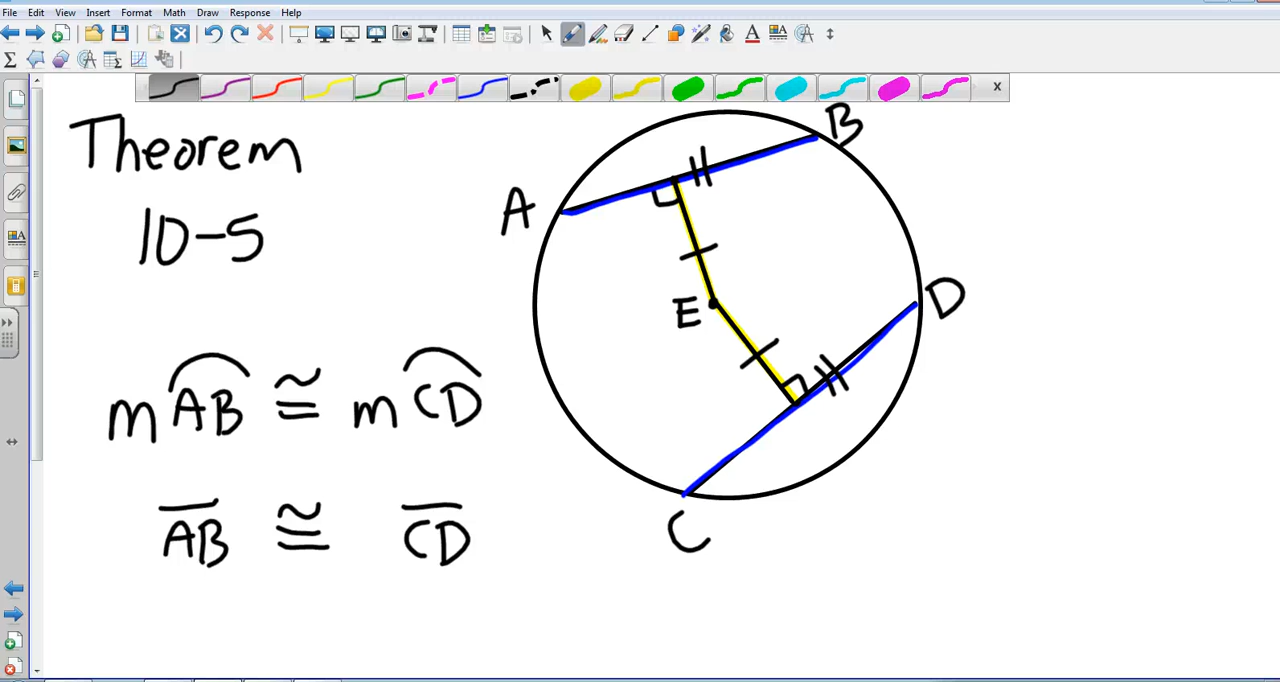 File Edit View Insert Format Math Draw Response Help
Theorem
10-5
B
A
E
D
m AB ≅ m CD
C
AB ≅ CD